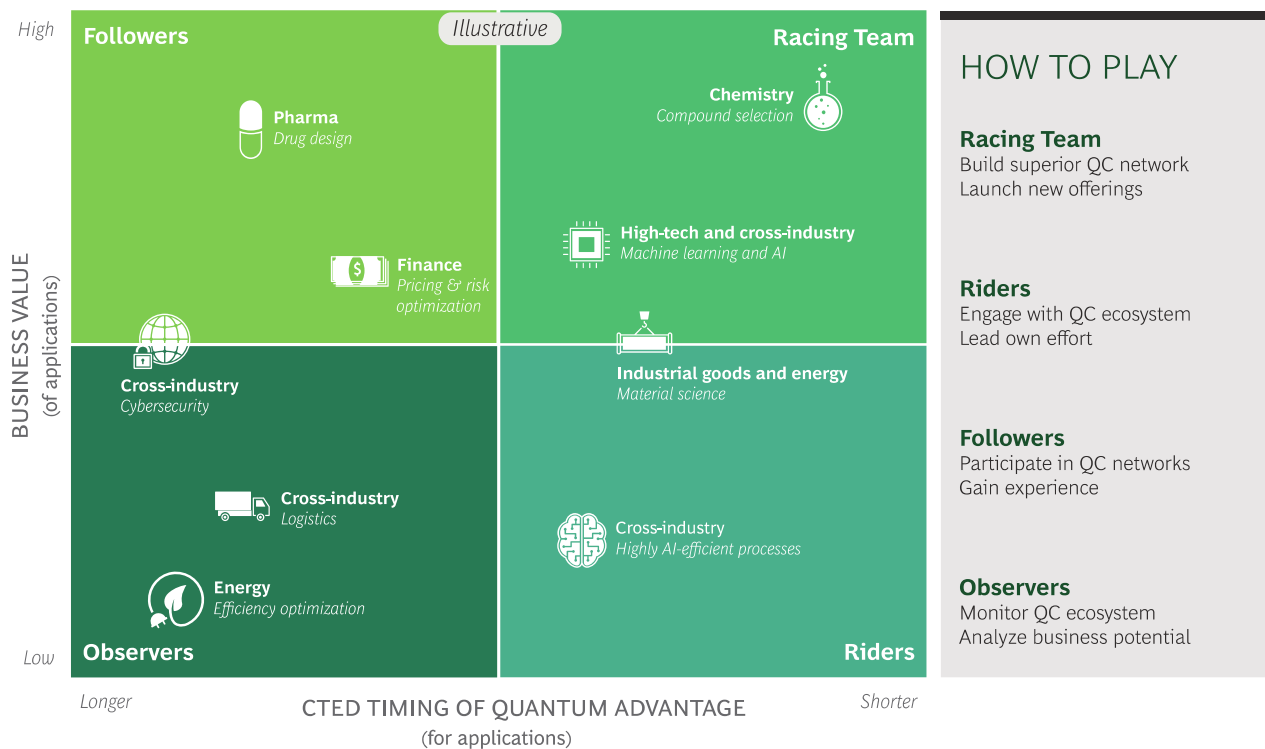 High
Followers
Illustrative
Racing Team
Pharma
Drug design
Chemistry
Compound selection
High-tech and cross-industry
Machine learning and AI
$
Finance
Pricing & risk
optimization
BUSINESS VALUE
(of applications)
Cross-industry
Cybersecurity
Industrial goods and energy
Material science
Cross-industry
Logistics
Cross-industry
Highly AI-efficient processes
Energy
Efficiency optimization
Low
Observers
Riders
Longer
CTED TIMING OF QUANTUM ADVANTAGE
Shorter
(for applications)
HOW TO PLAY
Racing Team
Build superior QC network
Launch new offerings
Riders
Engage with QC ecosystem
Lead own effort
Followers
Participate in QC networks
Gain experience
Observers
Monitor QC ecosystem
Analyze business potential